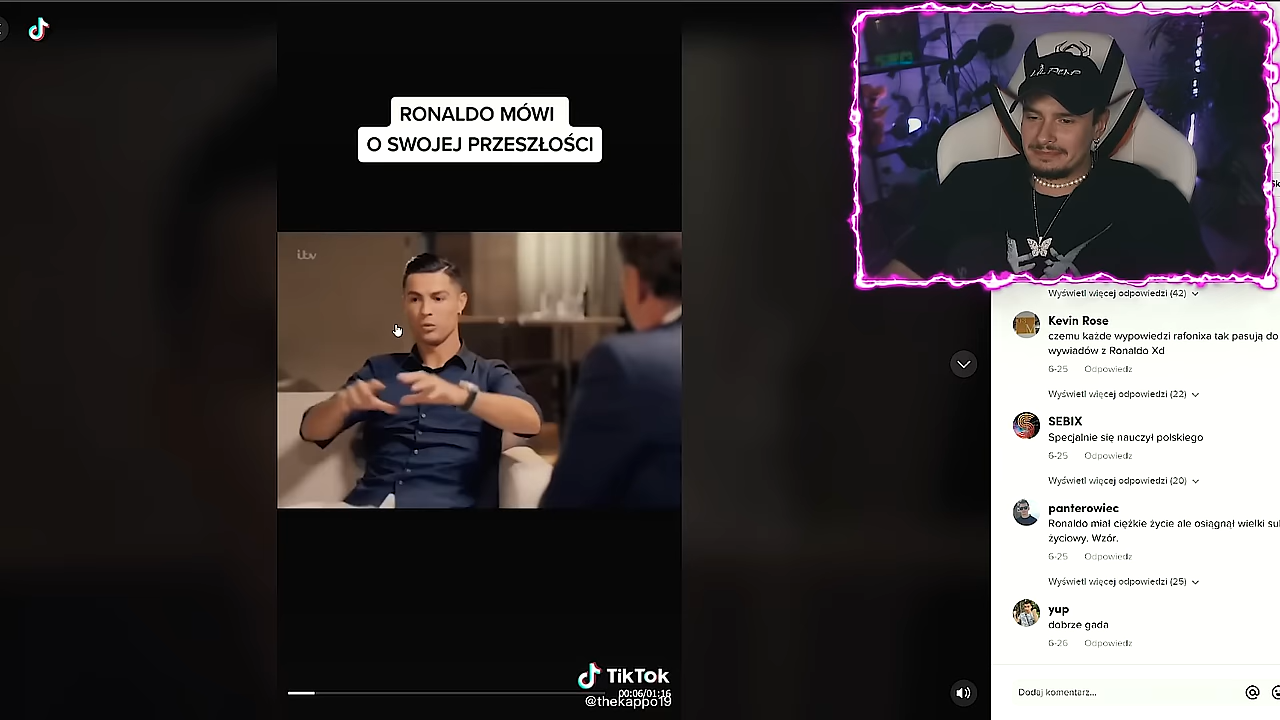 RONALDO MÓWI
O SWOJEJ PRZESZŁOŚCI
itv
TikTok
00:06/01:16
@thekappo19
Wyświetl więcej odpowiedzi (42)
Kevin Rose
czemu każde wypowiedzi rafonixa tak pasują do
wywiadów z Ronaldo Xd
6-25 Odpowiedz
Wyświetl więcej odpowiedzi (22)
SEBIX
Specjalnie się nauczył polskiego
6-25 Odpowiedz
Wyświetl więcej odpowiedzi (20)
panterowiec
Ronaldo miał ciężkie życie ale osiągnął wielki
życiowy. Wzór.
6-25 Odpowiedz
Wyświetl więcej odpowiedzi (25)
yup
dobrze gada
6-26 Odpowiedz
Dodaj komentarz...